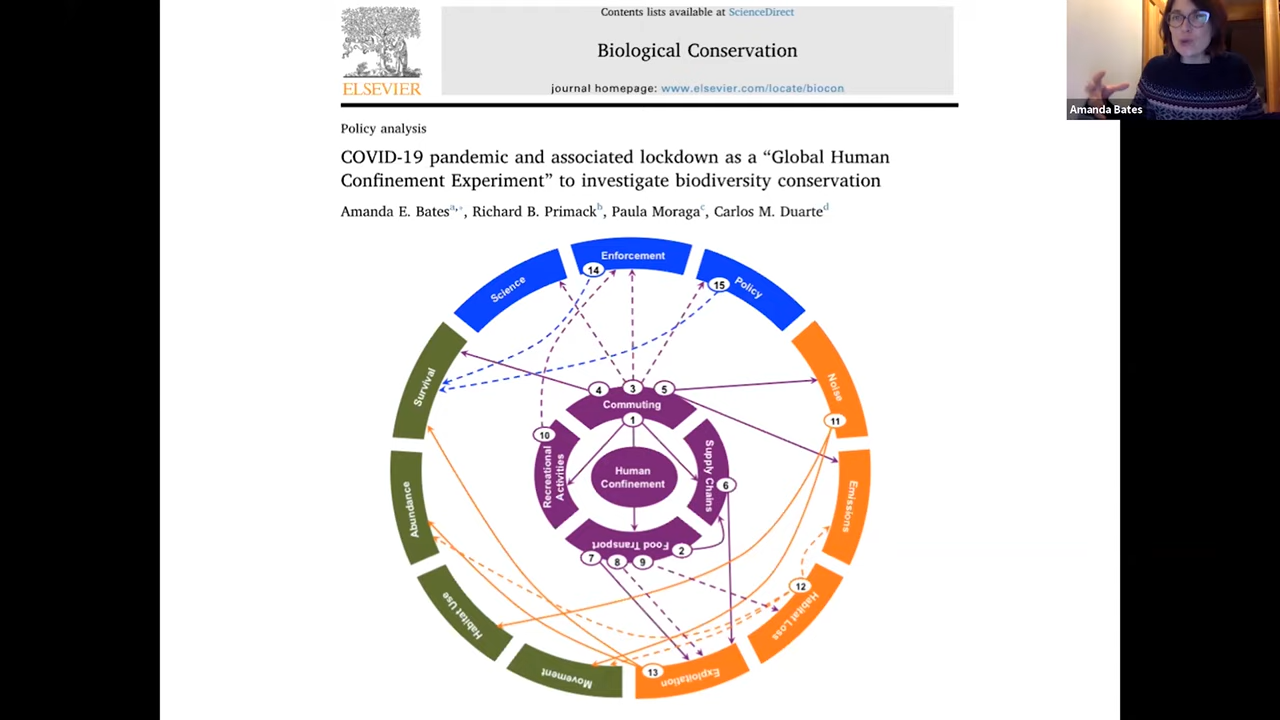 Contents lists available at ScienceDirect
ELSEVIER
Biological Conservation
journal homepage: www.elsevier.com/locate/biocon
Amanda Bates
Policy analysis
COVID-19 pandemic and associated lockdown as a “Global Human
Confinement Experiment” to investigate biodiversity conservation
Amanda E. Bates a,*, Richard B. Primack b, Paula Moraga c, Carlos M. Duarte d
Enforcement
14
Science
15
Policy
Survival
Noise
4
3
5
Commuting
1
11
10
Recreational
Activities
Human
Confinement
Supply Chains
6
Abundance
Emissions
Food Transport
2
7
8
9
12
Habitat Use
Habitat Loss
Movement
13
Exploitation